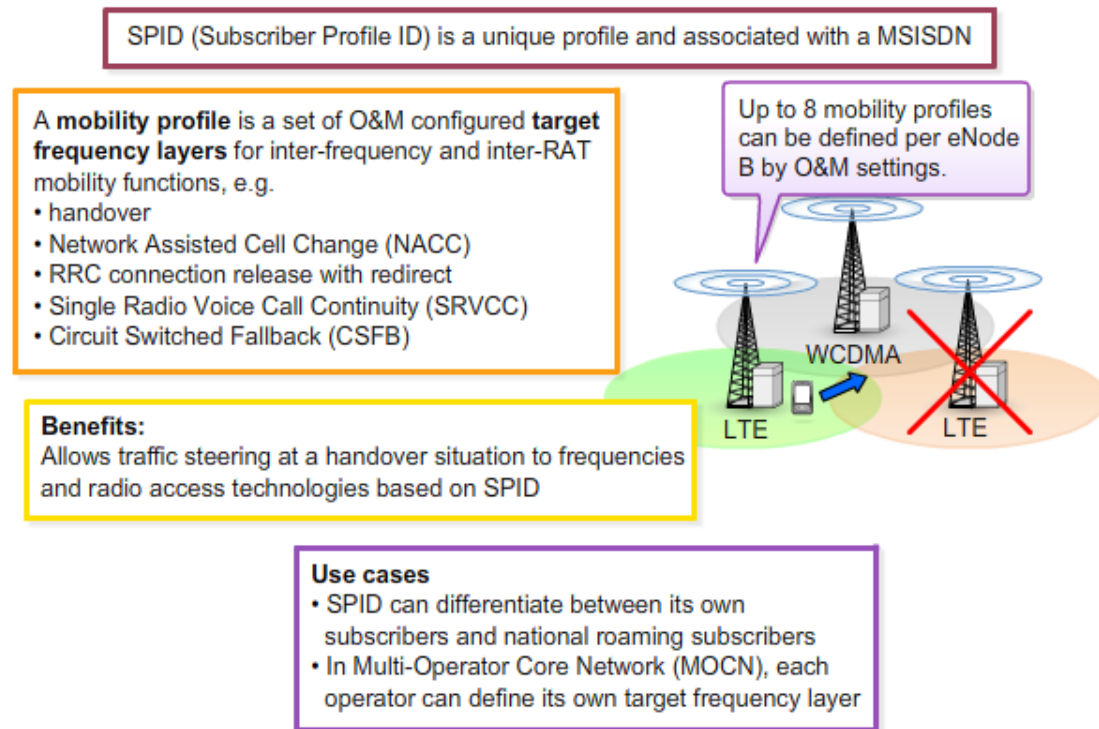 SPID (Subscriber Profile ID) is a unique profile and associated with a MSISDN
A mobility profile is a set of O&M configured target
frequency layers for inter-frequency and inter-RAT
mobility functions, e.g.
• handover
• Network Assisted Cell Change (NACC)
• RRC connection release with redirect
• Single Radio Voice Call Continuity (SRVCC)
• Circuit Switched Fallback (CSFB)
Up to 8 mobility profiles
can be defined per eNode
B by O&M settings.
WCDMA
LTE
LTE
Benefits:
Allows traffic steering at a handover situation to frequencies
and radio access technologies based on SPID
Use cases
• SPID can differentiate between its own
subscribers and national roaming subscribers
• In Multi-Operator Core Network (MOCN), each
operator can define its own target frequency layer